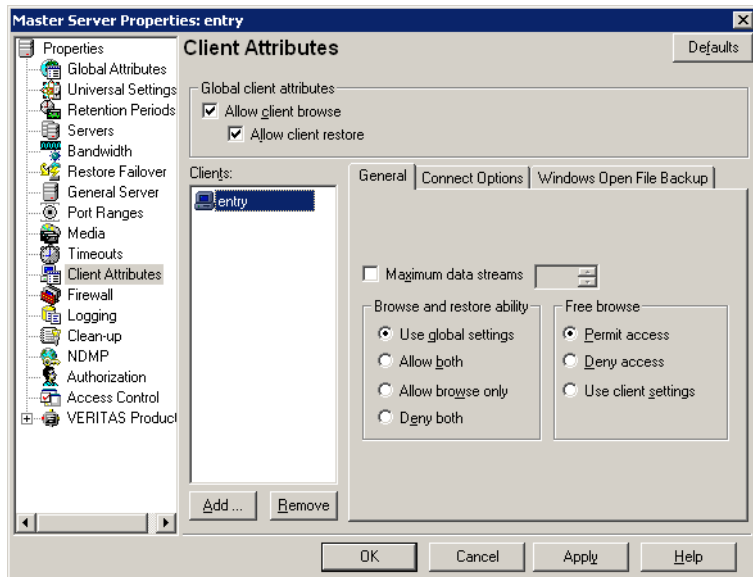 Master Server Properties: entry
Properties
Global Attributes
Universal Settings
Retention Periods
Servers
Bandwidth
Restore Failover
General Server
Port Ranges
Media
Timeouts
Client Attributes
Firewall
Logging
Clean-up
NDMP
Authorization
Access Control
VERITAS Product
Client Attributes
Defaults
Global client attributes
Allow client browse
Allow client restore
Clients:
entry
Add ...
Remove
General
Connect Options
Windows Open File Backup
Maximum data streams
Browse and restore ability
Use global settings
Allow both
Allow browse only
Deny both
Free browse
Permit access
Deny access
Use client settings
OK
Cancel
Apply
Help